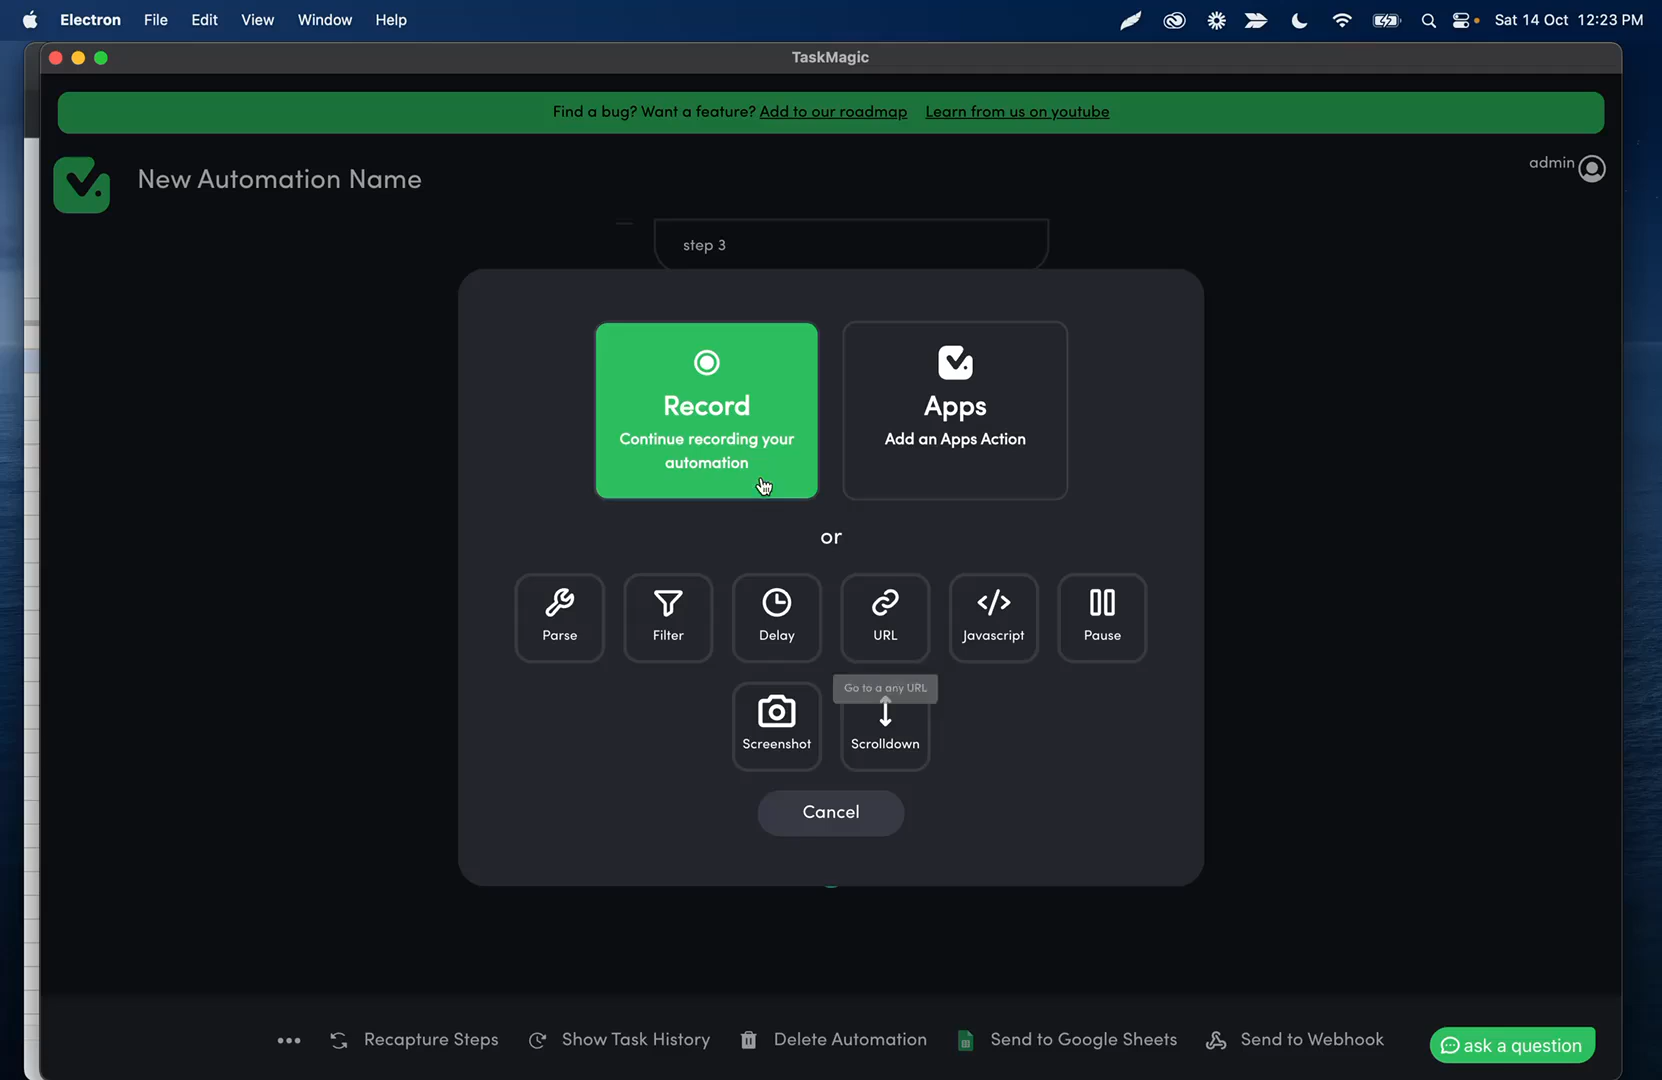 Electron File Edit View Window Help Sat 14 Oct 12:23 PM
TaskMagic
Find a bug? Want a feature? Add to our roadmap Learn from us on youtube
New Automation Name
admin
step 3
Record
Continue recording your
automation
Apps
Add an Apps Action
or
Parse Filter Delay URL Javascript Pause
Go to a any URL
Screenshot Scrolldown
Cancel
Recapture Steps Show Task History Delete Automation Send to Google Sheets Send to Webhook ask a question